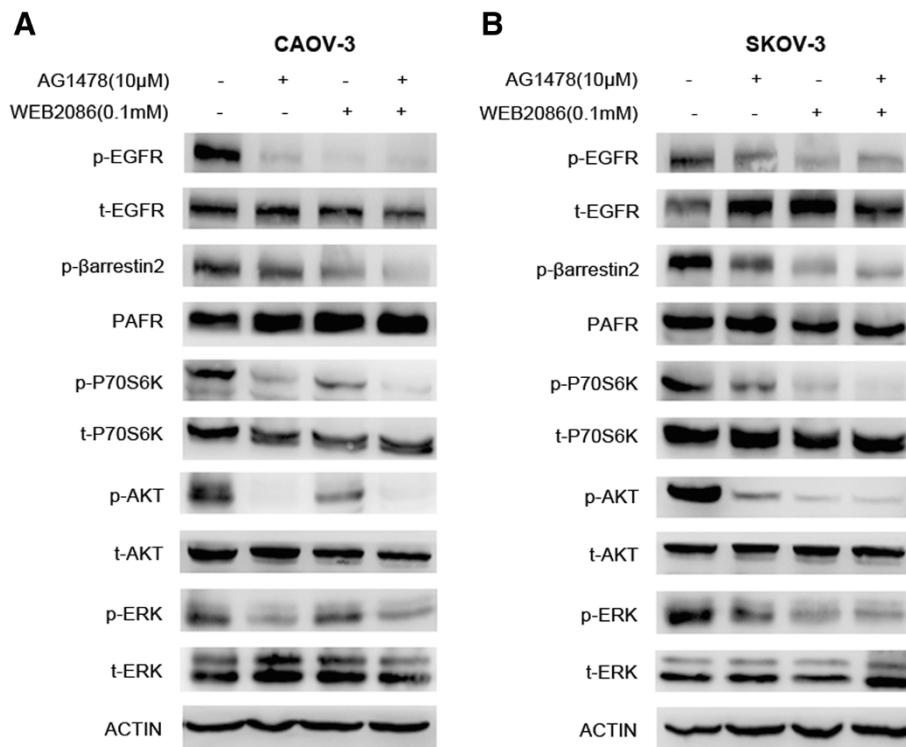 A
CAOV-3
AG1478(10μM) - + - +
WEB2086(0.1mM) - - + +
p-EGFR
t-EGFR
p-βarrestin2
PAFR
p-P70S6K
t-P70S6K
p-AKT
t-AKT
p-ERK
t-ERK
ACTIN
B
SKOV-3
AG1478(10μM) - + - +
WEB2086(0.1mM) - - + +
p-EGFR
t-EGFR
p-βarrestin2
PAFR
p-P70S6K
t-P70S6K
p-AKT
t-AKT
p-ERK
t-ERK
ACTIN